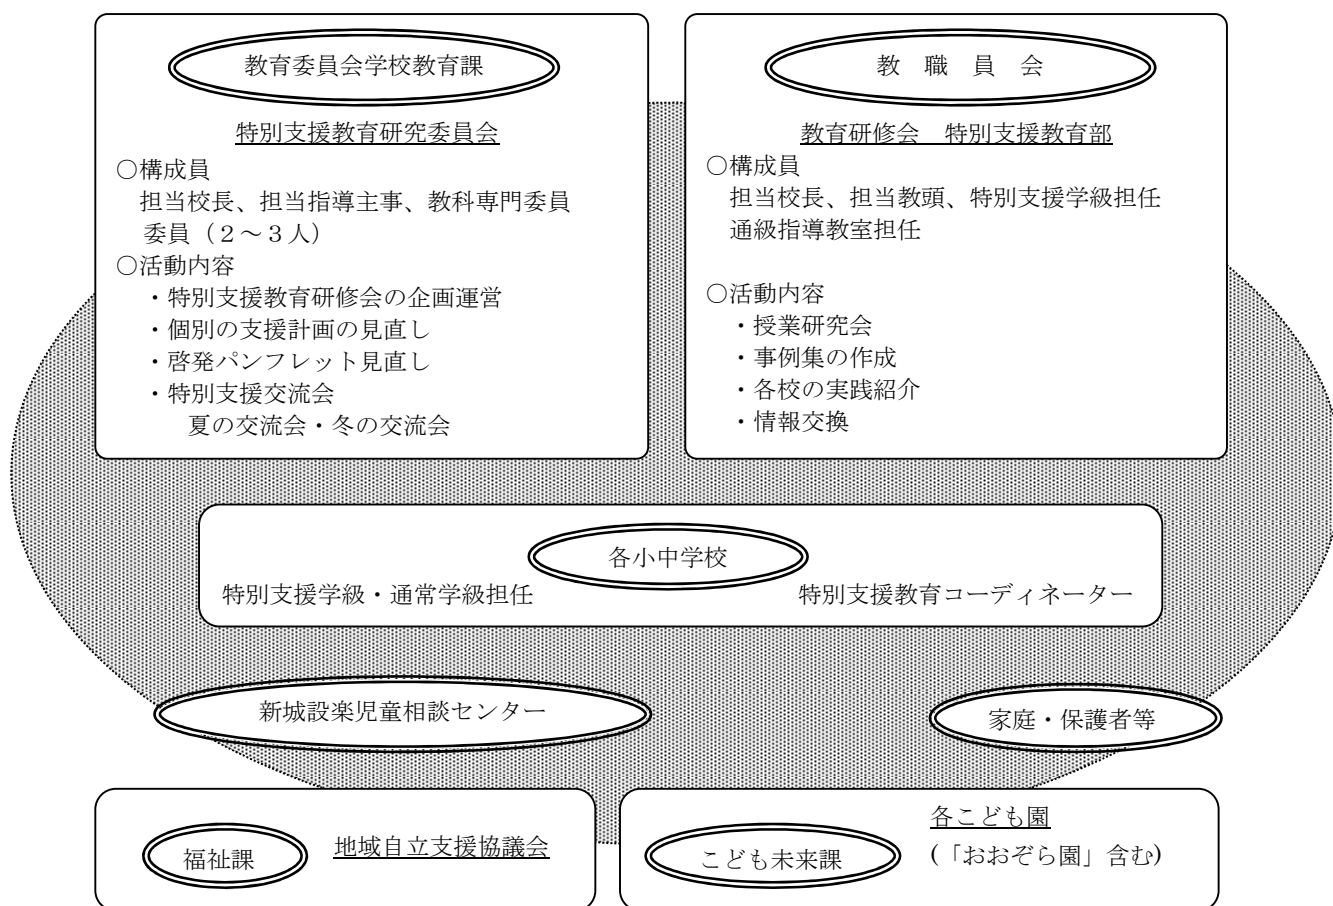 教育委員会学校教育課
特別支援教育研究委員会
○構成員
担当校長、担当指導主事、教科専門委員
委員（２～３人）
○活動内容
・特別支援教育研修会の企画運営
・個別の支援計画の見直し
・啓発パンフレット見直し
・特別支援交流会
夏の交流会・冬の交流会
教　職　員　会
教育研修会　特別支援教育部
○構成員
担当校長、担当教頭、特別支援学級担任
通級指導教室担任
○活動内容
・授業研究会
・事例集の作成
・各校の実践紹介
・情報交換
各小中学校
特別支援学級・通常学級担任
特別支援教育コーディネーター
新城設楽児童相談センター
家庭・保護者等
福祉課
地域自立支援協議会
こども未来課
各こども園
(「おおぞら園」含む)